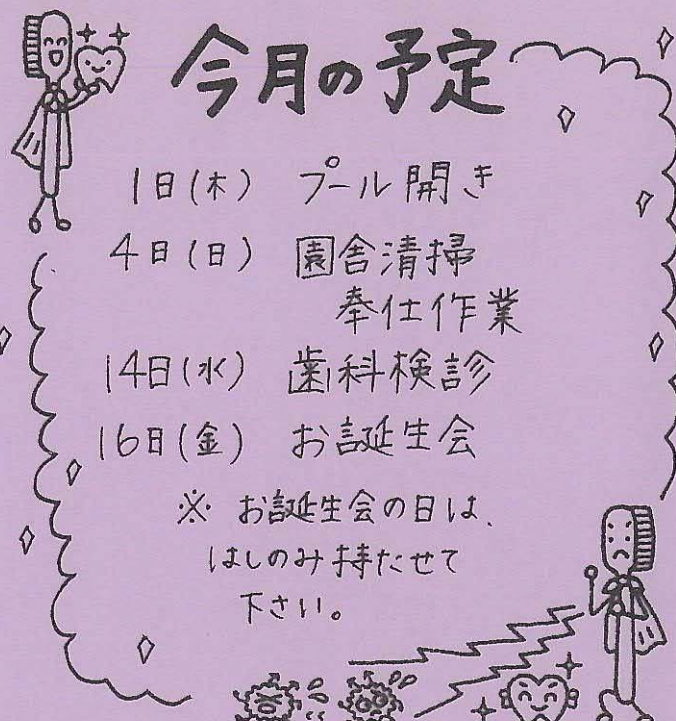 今月の予定
1日(木) プール開き
4日(日) 園舎清掃
奉仕作業
14日(水) 歯科検診
16日(金) お誕生会
※ お誕生会の日は、
はしのみ持たせて
下さい。